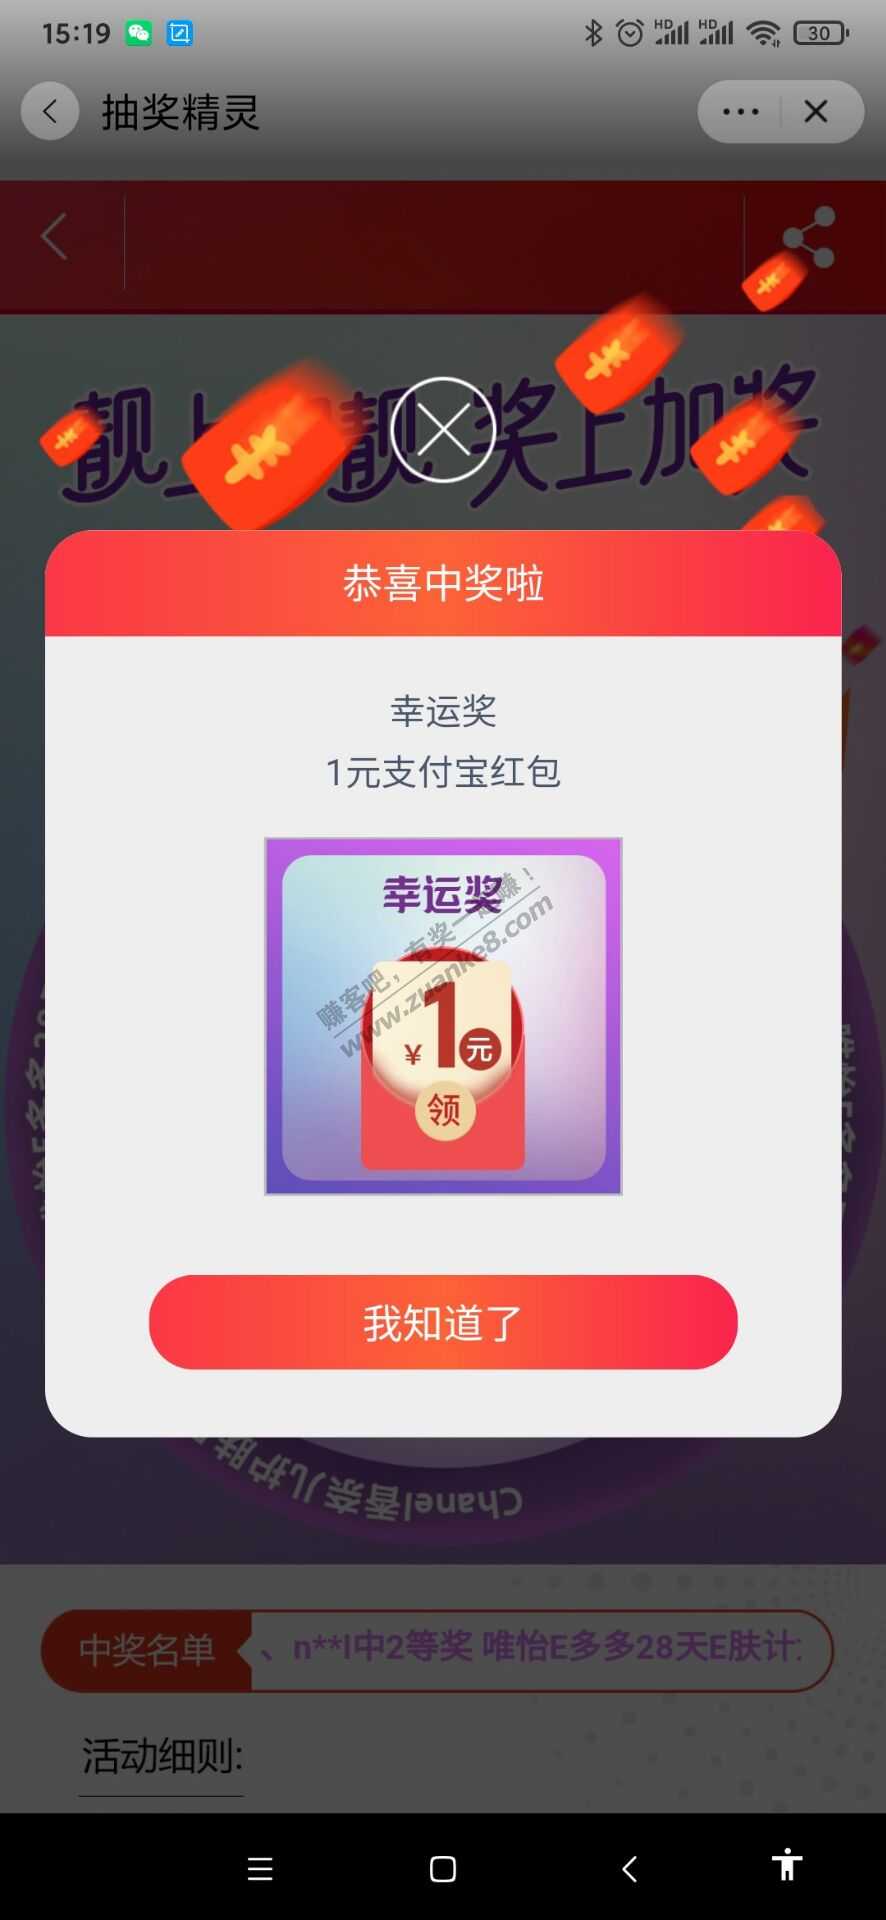 15:19
HD HD 30
抽奖精灵
靓上 靓 奖上加奖
恭喜中奖啦
幸运奖
1元支付宝红包
幸运奖
赚客吧，有奖一起赚！
www.zuanke8.com
¥1元
领
我知道了
Chanel香奈儿护肤
中奖名单
、n**l中2等奖 唯怡E多多28天E肤计
活动细则: